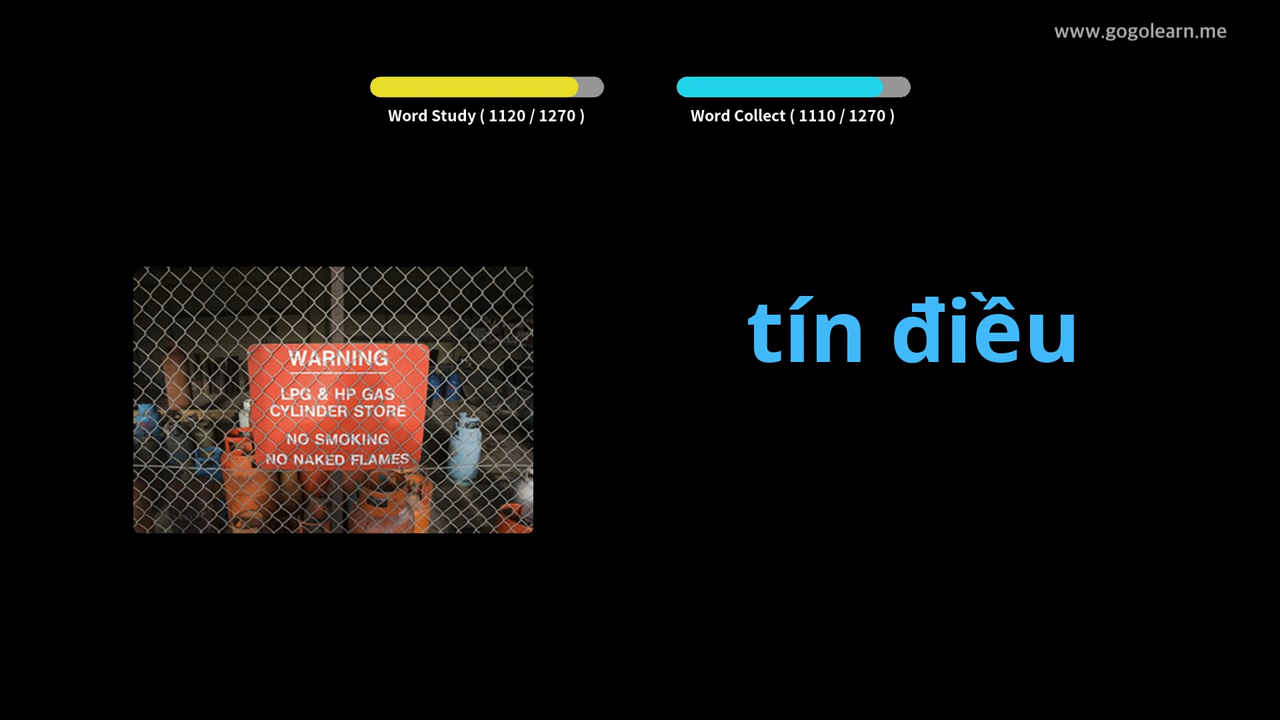 www.gogolearn.me
Word Study ( 1120 / 1270 )
Word Collect ( 1110 / 1270 )
tín điều
WARNING
LPG & HP GAS
CYLINDER STORE
NO SMOKING
NO NAKED FLAMES